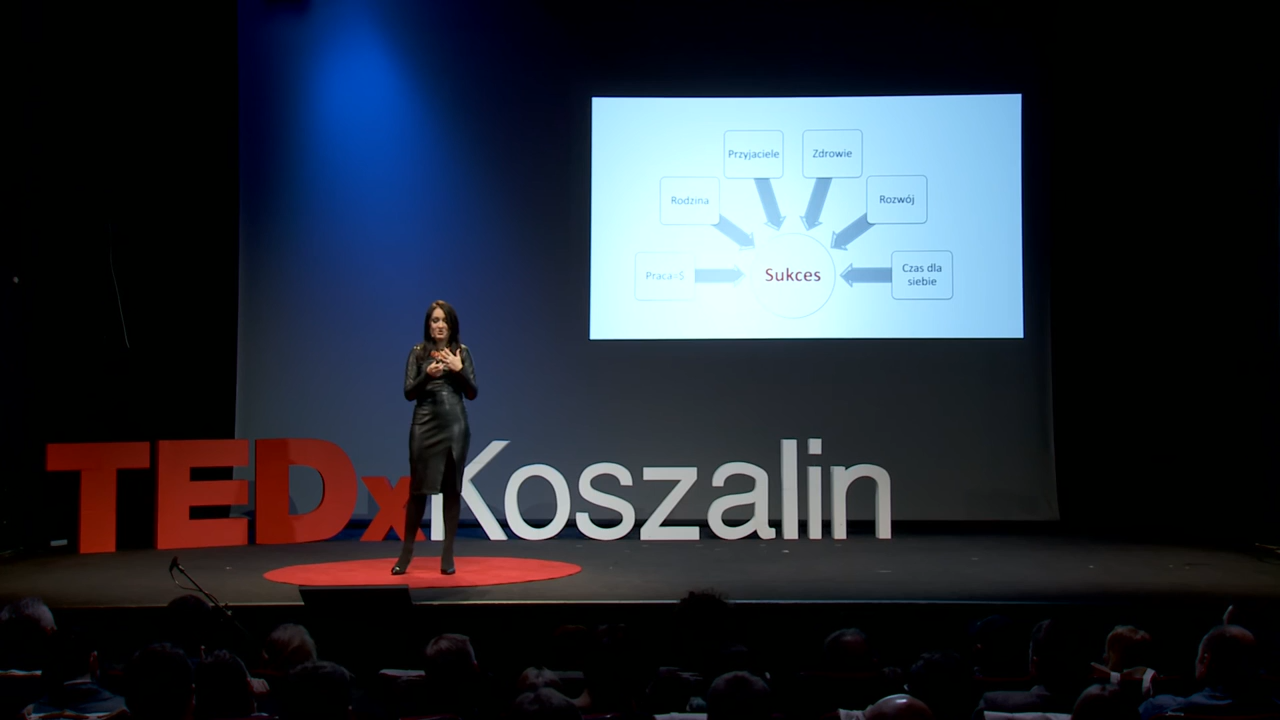 Przyjaciele
Zdrowie
Rodzina
Rozwój
Praca
Sukces
Czas dla
siebie
TEDxKoszalin